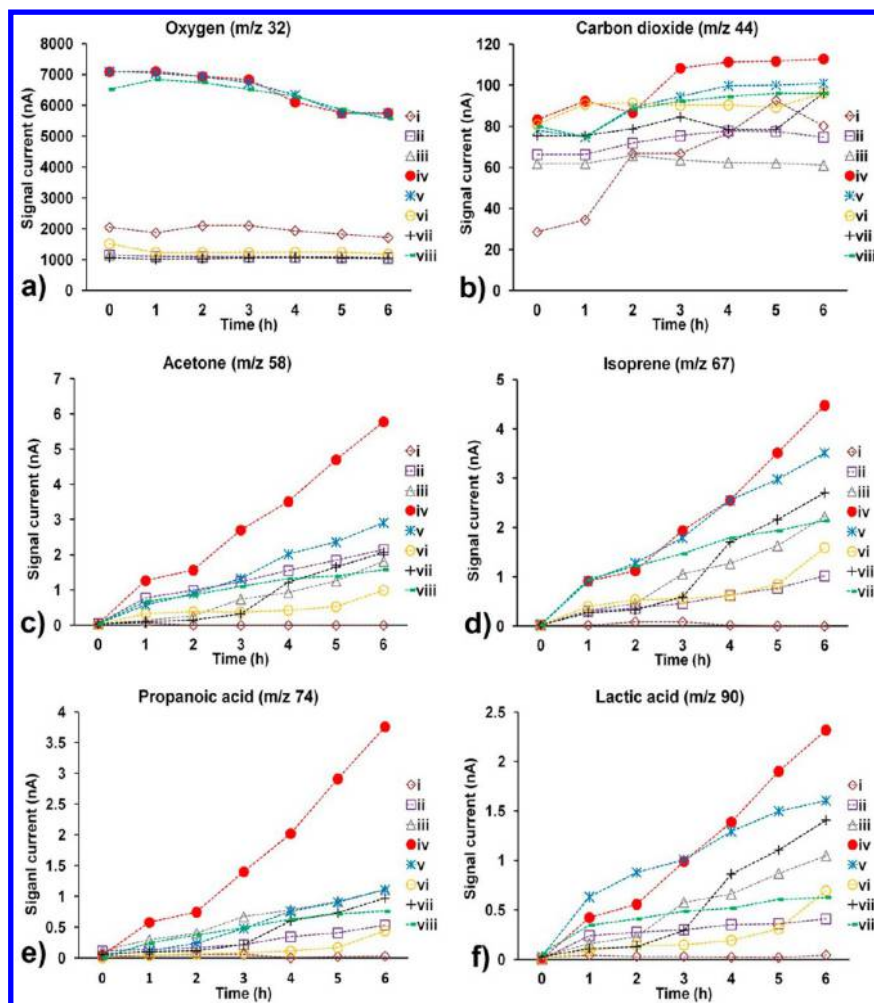 Oxygen (m/z 32)
Signal current (nA)
8000
7000
6000
5000
4000
3000
2000
1000
0
0 1 2 3 4 5 6
Time (h)
a)
i
ii
iii
iv
v
vi
vii
viii
Carbon dioxide (m/z 44)
Signal current (nA)
120
100
80
60
40
20
0
0 1 2 3 4 5 6
Time (h)
b)
i
ii
iii
iv
v
vi
vii
viii
Acetone (m/z 58)
Signal current (nA)
7
6
5
4
3
2
1
0
0 1 2 3 4 5 6
Time (h)
c)
i
ii
iii
iv
v
vi
vii
viii
Isoprene (m/z 67)
Signal current (nA)
5
4
3
2
1
0
0 1 2 3 4 5 6
Time (h)
d)
i
ii
iii
iv
v
vi
vii
viii
Propanoic acid (m/z 74)
Siganl current (nA)
4
3.5
3
2.5
2
1.5
1
0.5
0
0 1 2 3 4 5 6
Time (h)
e)
i
ii
iii
iv
v
vi
vii
viii
Lactic acid (m/z 90)
Signal current (nA)
2.5
2
1.5
1
0.5
0
0 1 2 3 4 5 6
Time (h)
f)
i
ii
iii
iv
v
vi
vii
viii